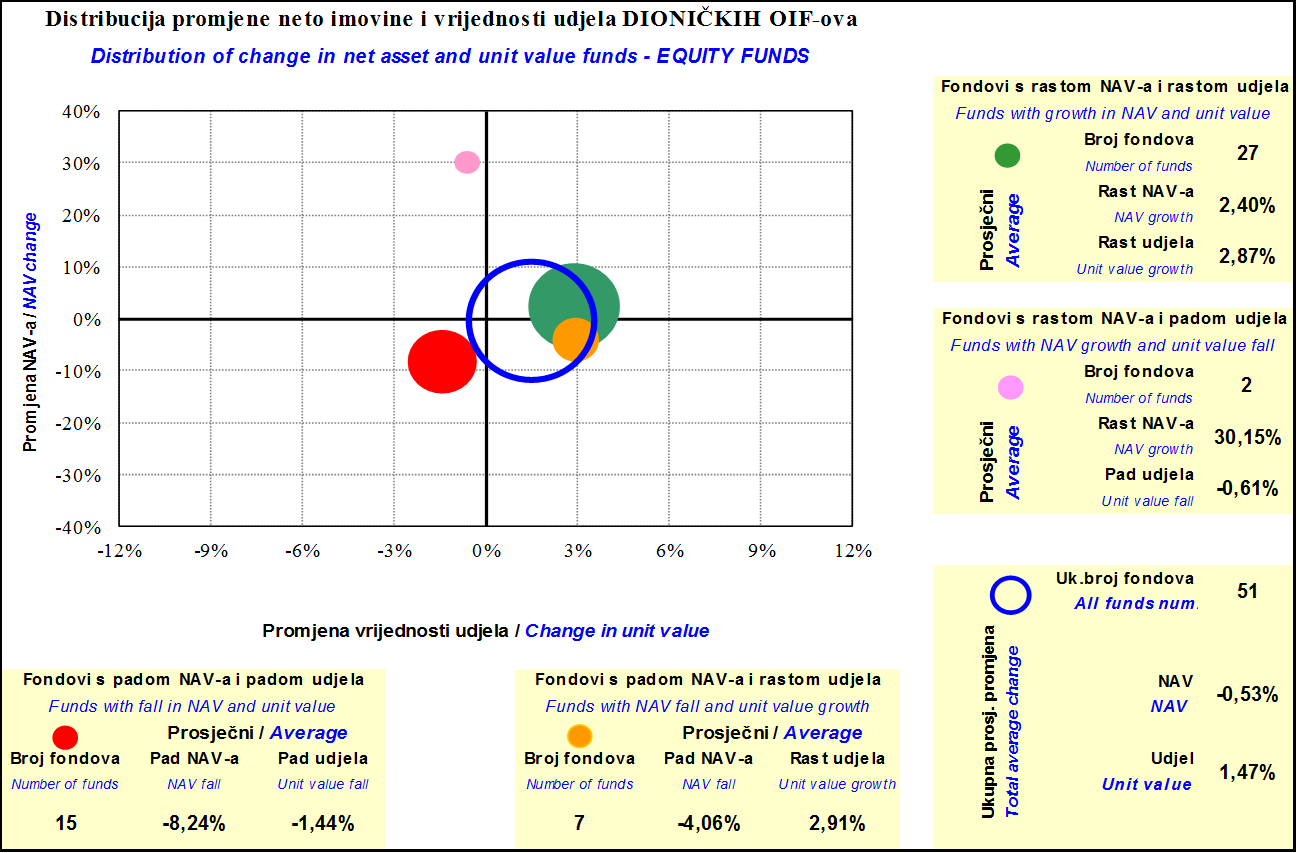 Distribucija promjene neto imovine i vrijednosti udjela DIONIČKIH OIF-ova
Distribution of change in net asset and unit value funds - EQUITY FUNDS
40%
30%
20%
10%
0%
-10%
-20%
-30%
-40%
Promjena NAV-a / NAV change
-12%
-9%
-6%
-3%
0%
3%
6%
9%
12%
Promjena vrijednosti udjela / Change in unit value
Fondovi s rastom NAV-a i rastom udjela
Funds with growth in NAV and unit value
Prosječni
Average
Broj fondova
Number of funds
27
Rast NAV-a
NAV growth
2,40%
Rast udjela
Unit value growth
2,87%
Fondovi s rastom NAV-a i padom udjela
Funds with NAV growth and unit value fall
Prosječni
Average
Broj fondova
Number of funds
2
Rast NAV-a
NAV growth
30,15%
Pad udjela
Unit value fall
-0,61%
Ukupna prosj. promjena
Total average change
Uk.broj fondova
All funds num.
51
NAV
NAV
-0,53%
Udjel
Unit value
1,47%
Fondovi s padom NAV-a i padom udjela
Funds with fall in NAV and unit value
Prosječni / Average
Broj fondova Pad NAV-a Pad udjela
Number of funds NAV fall Unit value fall
15 -8,24% -1,44%
Fondovi s padom NAV-a i rastom udjela
Funds with NAV fall and unit value growth
Prosječni / Average
Broj fondova Pad NAV-a Rast udjela
Number of funds NAV fall Unit value growth
7 -4,06% 2,91%